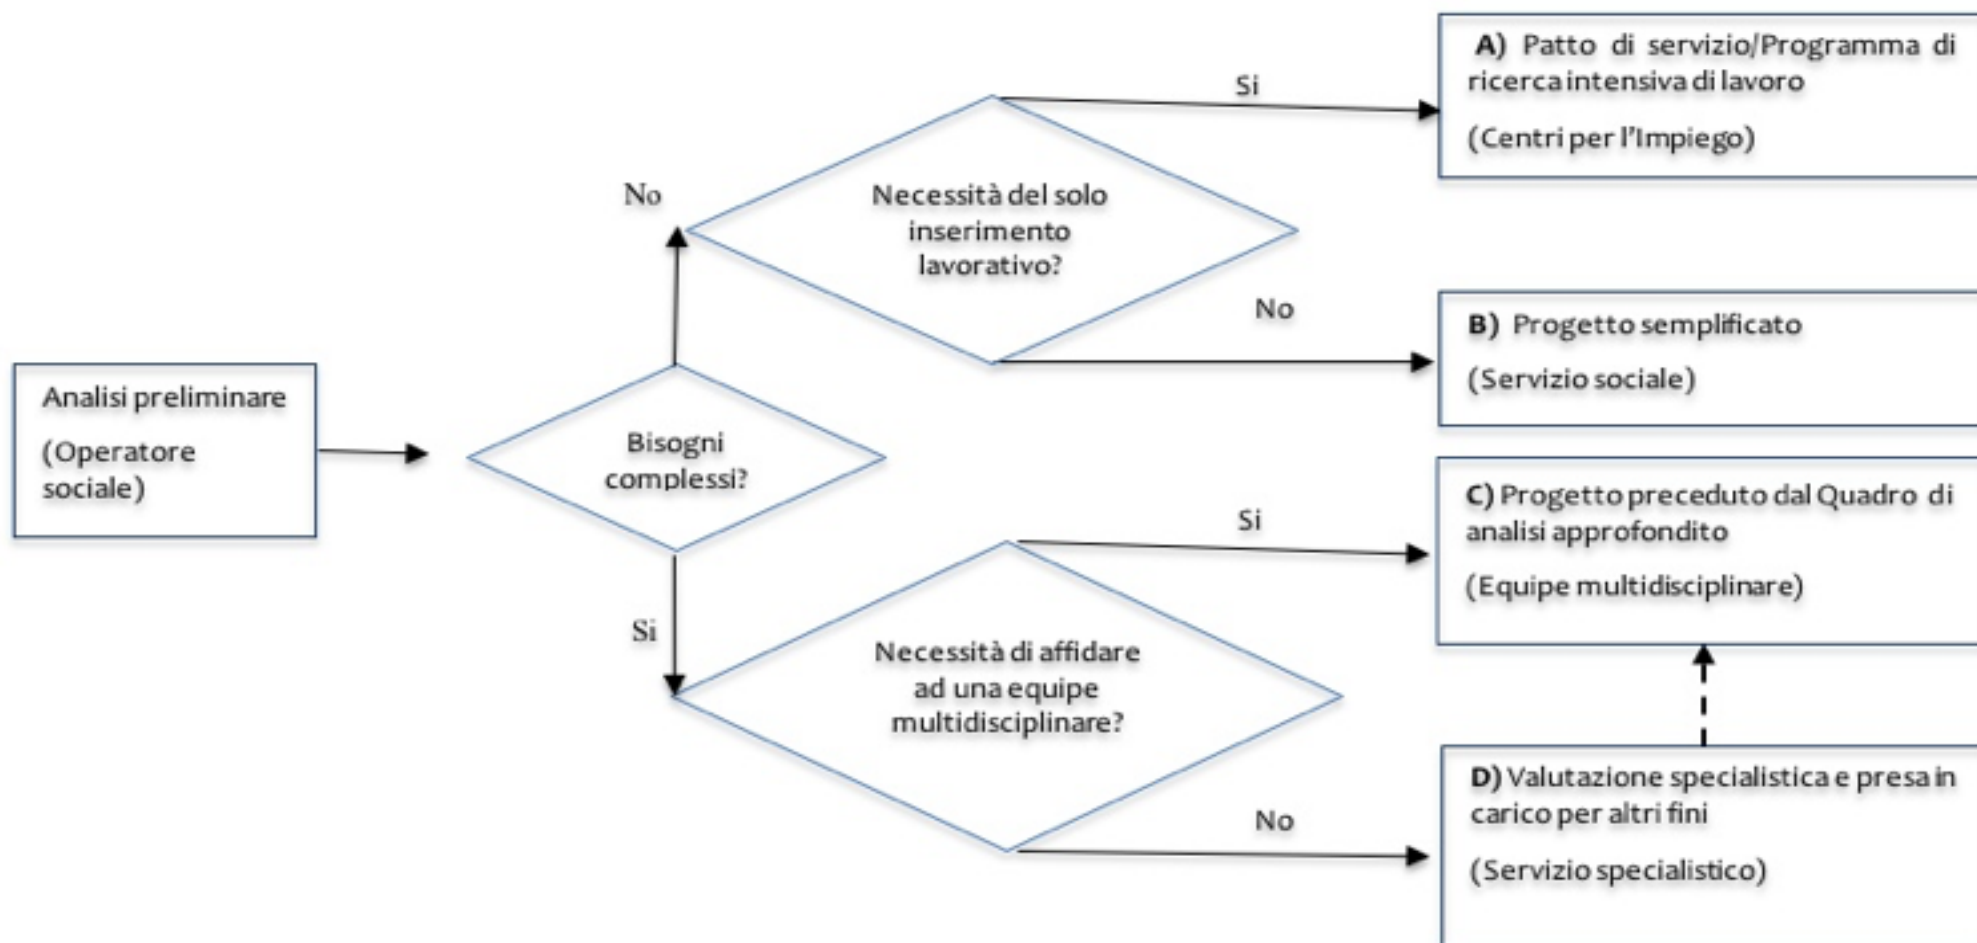 Analisi preliminare
(Operatore
sociale)
Bisogni
complessi?
No
Si
Necessità del solo
inserimento
lavorativo?
Si
No
A) Patto di servizio/Programma di
ricerca intensiva di lavoro
(Centri per l'Impiego)
B) Progetto semplificato
(Servizio sociale)
Necessità di affidare
ad una equipe
multidisciplinare?
Si
No
C) Progetto preceduto dal Quadro di
analisi approfondito
(Equipe multidisciplinare)
D) Valutazione specialistica e presa in
carico per altri fini
(Servizio specialistico)